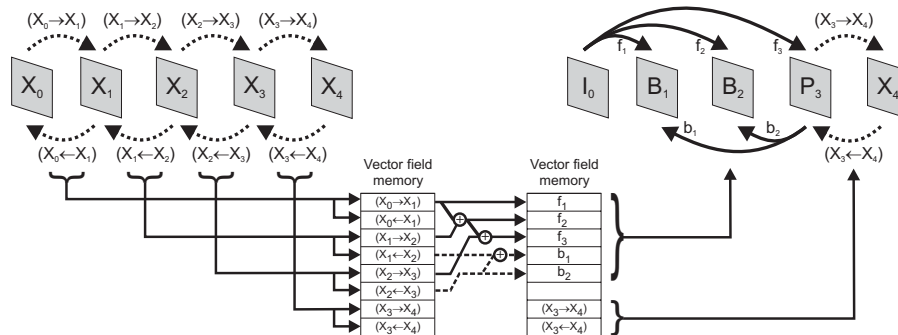 (X₀→X₁) (X₁→X₂) (X₂→X₃) (X₃→X₄)
X₀ X₁ X₂ X₃ X₄
(X₀←X₁) (X₁←X₂) (X₂←X₃) (X₃←X₄)
f₁ f₂ f₃ (X₃→X₄)
I₀ B₁ B₂ P₃ X₄
b₁ b₂ (X₃←X₄)
Vector field
memory
(X₀→X₁)
(X₀←X₁)
(X₁→X₂)
(X₁←X₂)
(X₂→X₃)
(X₂←X₃)
(X₃→X₄)
(X₃←X₄)
+
+
+
Vector field
memory
f₁
f₂
f₃
b₁
b₂
(X₃→X₄)
(X₃←X₄)